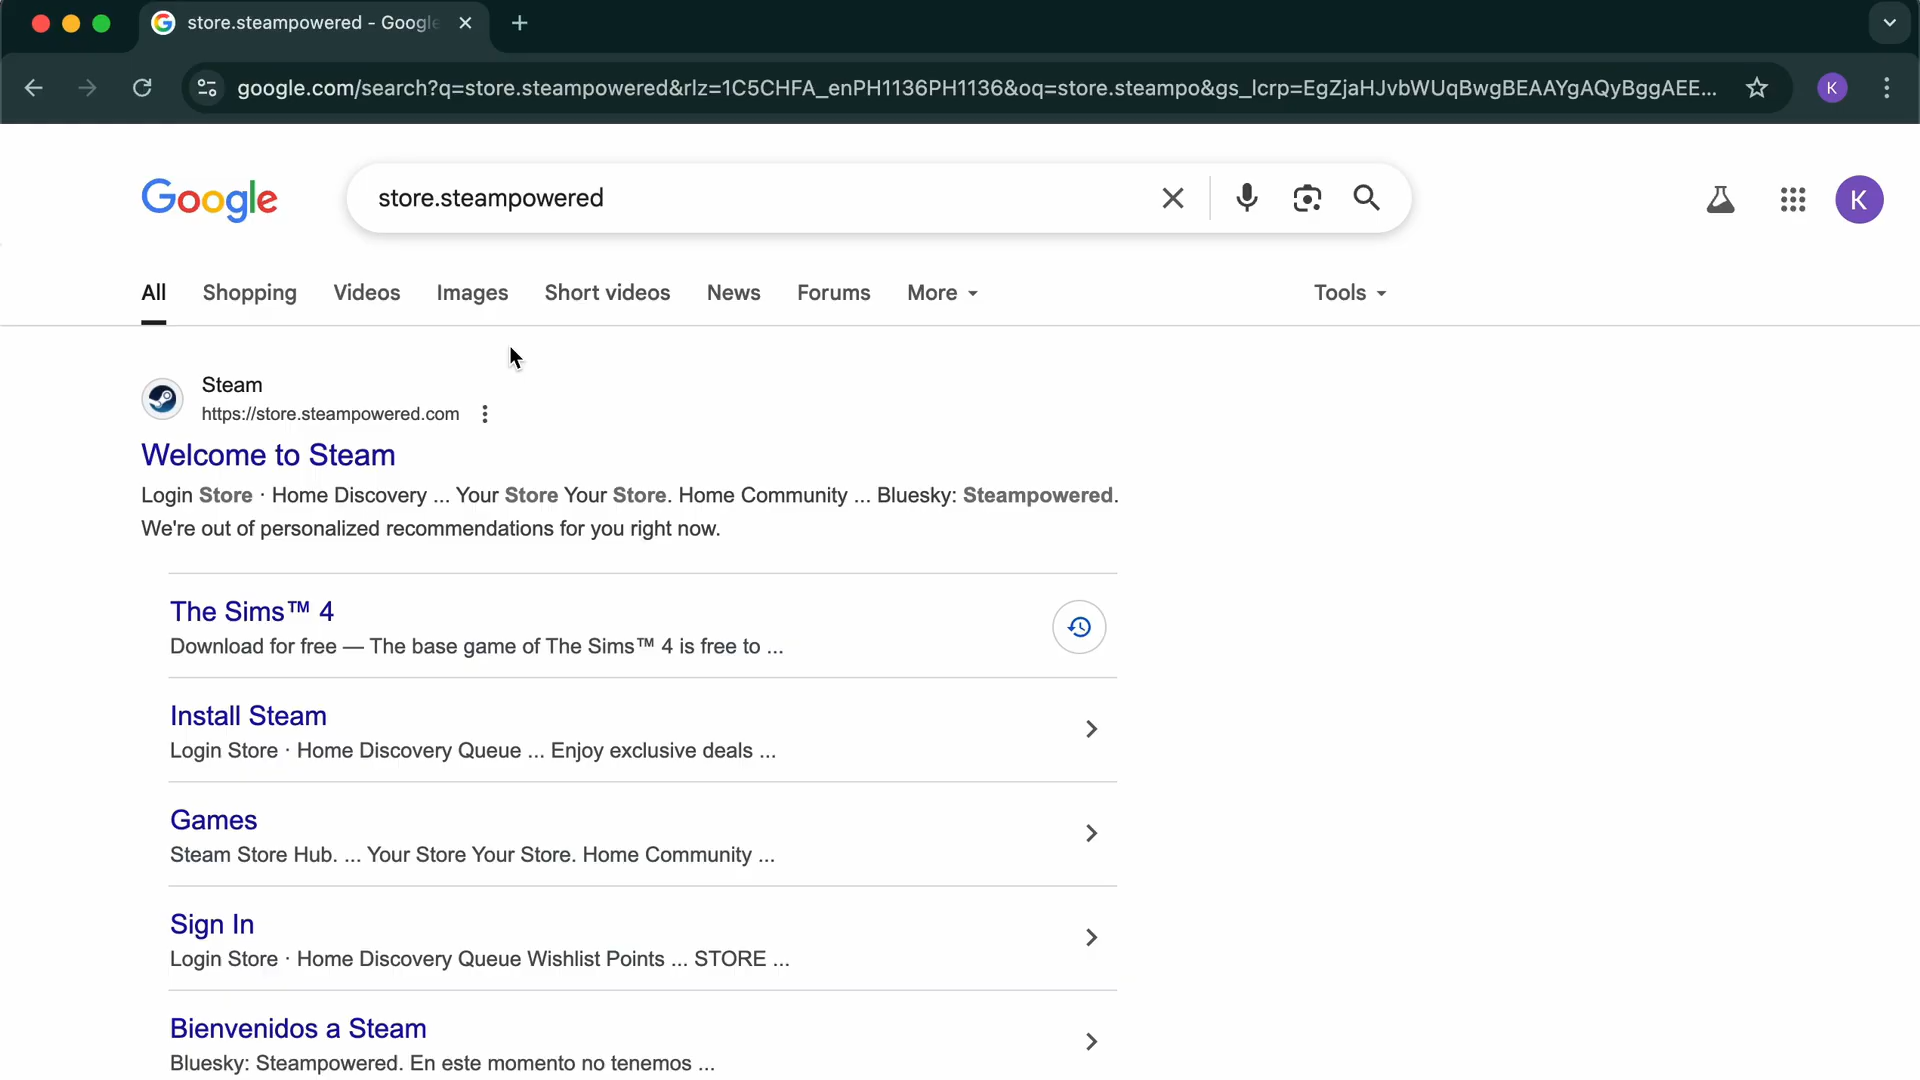 store.steampowered - Google
google.com/search?q=store.steampowered&rlz=1C5CHFA_enPH1136PH1136&oq=store.steampo&gs_lcrp=EgZjaHJvbWUqBwgBEAAYgAQyBggAEE...
K
Google
store.steampowered
K
All
Shopping
Videos
Images
Short videos
News
Forums
More
Tools
Steam
https://store.steampowered.com
Welcome to Steam
Login Store · Home Discovery ... Your Store Your Store. Home Community ... Bluesky: Steampowered.
We're out of personalized recommendations for you right now.
The Sims™ 4
Download for free — The base game of The Sims™ 4 is free to ...
Install Steam
Login Store · Home Discovery Queue ... Enjoy exclusive deals ...
Games
Steam Store Hub. ... Your Store Your Store. Home Community ...
Sign In
Login Store · Home Discovery Queue Wishlist Points ... STORE ...
Bienvenidos a Steam
Bluesky: Steampowered. En este momento no tenemos ...